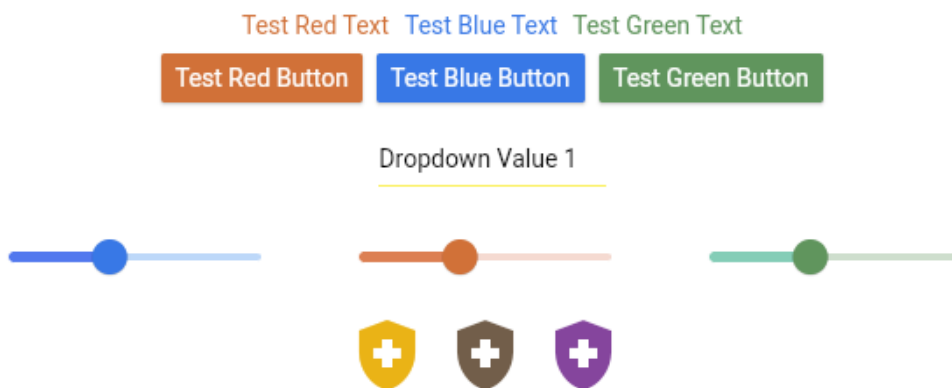 Test Red Text Test Blue Text Test Green Text
Test Red Button Test Blue Button Test Green Button
Dropdown Value 1